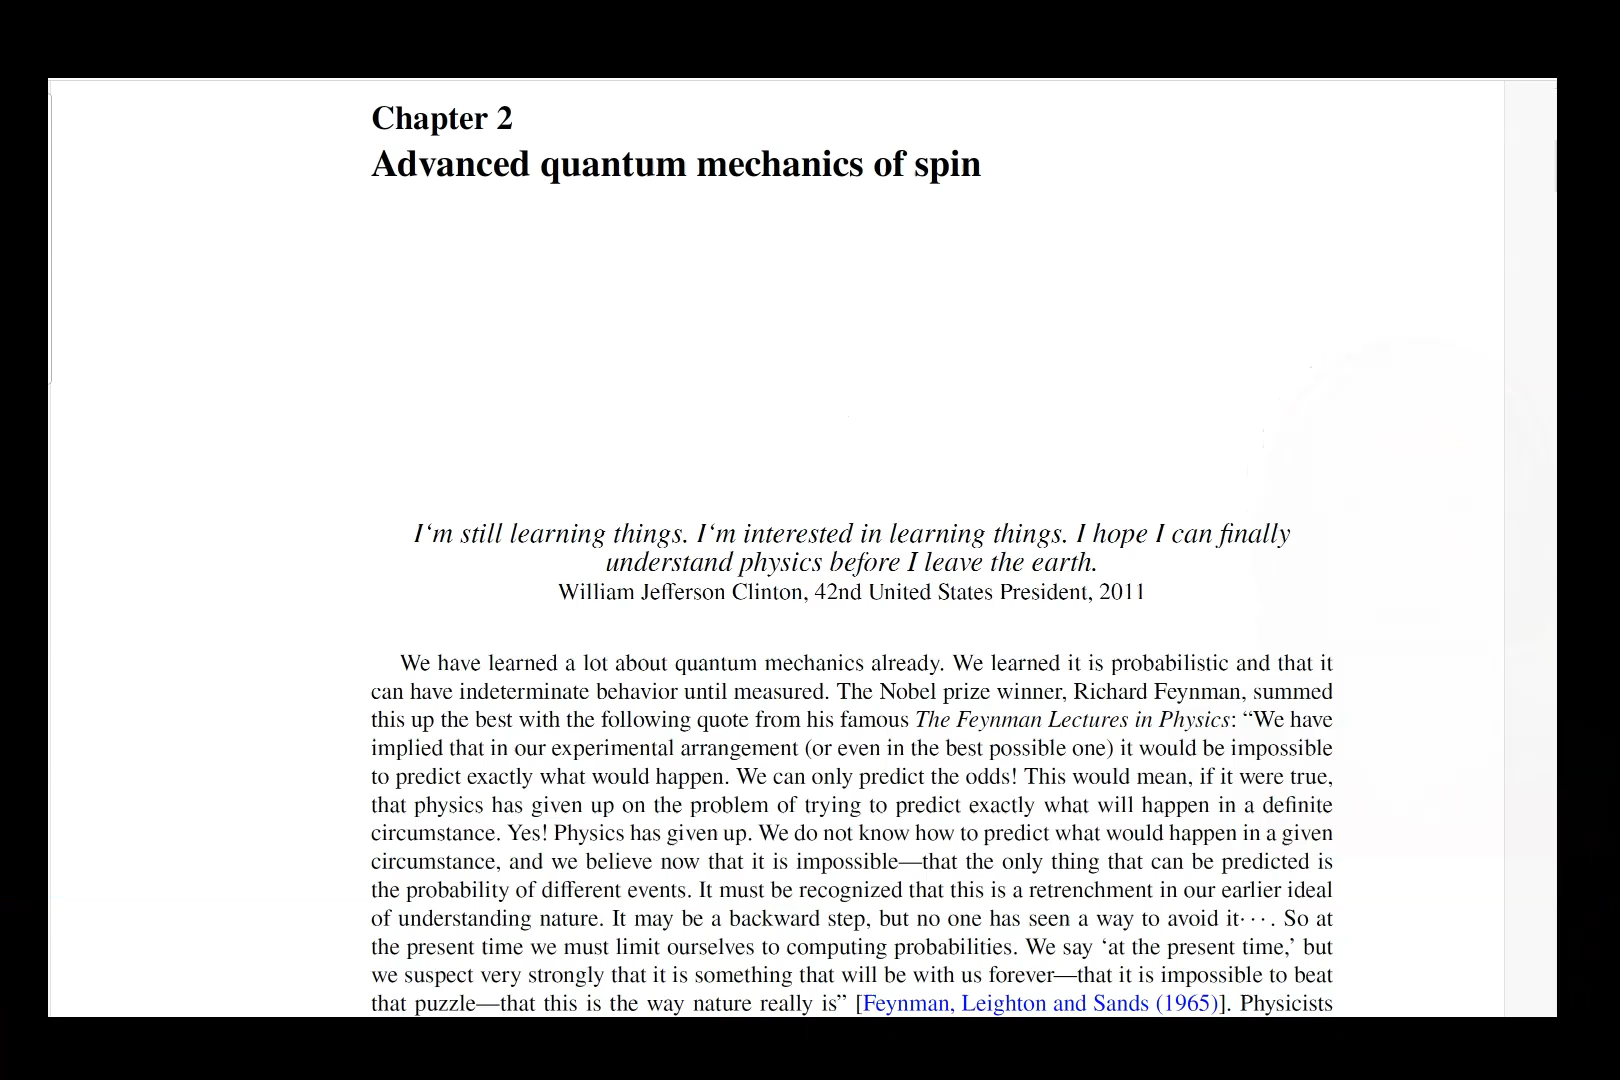 Chapter 2
Advanced quantum mechanics of spin
I‘m still learning things. I‘m interested in learning things. I hope I can finally
understand physics before I leave the earth.
William Jefferson Clinton, 42nd United States President, 2011
We have learned a lot about quantum mechanics already. We learned it is probabilistic and that it
can have indeterminate behavior until measured. The Nobel prize winner, Richard Feynman, summed
this up the best with the following quote from his famous The Feynman Lectures in Physics: “We have
implied that in our experimental arrangement (or even in the best possible one) it would be impossible
to predict exactly what would happen. We can only predict the odds! This would mean, if it were true,
that physics has given up on the problem of trying to predict exactly what will happen in a definite
circumstance. Yes! Physics has given up. We do not know how to predict what would happen in a given
circumstance, and we believe now that it is impossible—that the only thing that can be predicted is
the probability of different events. It must be recognized that this is a retrenchment in our earlier ideal
of understanding nature. It may be a backward step, but no one has seen a way to avoid it··· . So at
the present time we must limit ourselves to computing probabilities. We say ‘at the present time,’ but
we suspect very strongly that it is something that will be with us forever—that it is impossible to beat
that puzzle—that this is the way nature really is” [Feynman, Leighton and Sands (1965)]. Physicists